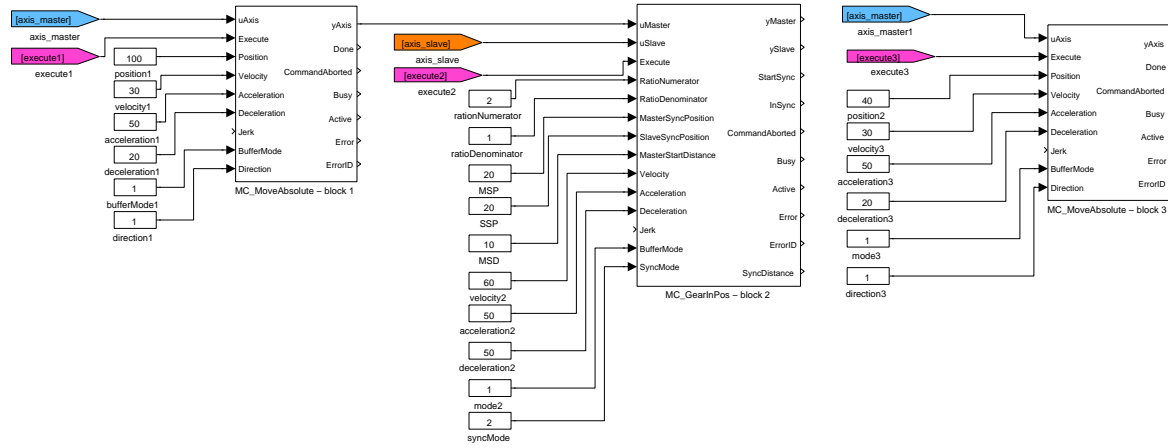 [axis_master]
axis_master
[execute1]
execute1
100
position1
30
velocity1
50
acceleration1
20
deceleration1
1
bufferMode1
1
direction1
uAxis
Execute
Position
Velocity
Acceleration
Deceleration
Jerk
BufferMode
Direction
yAxis
Done
CommandAborted
Busy
Active
Error
ErrorID
MC_MoveAbsolute – block 1
[axis_slave]
axis_slave
[execute2]
execute2
2
rationNumerator
1
ratioDenominator
20
MSP
20
SSP
10
MSD
60
velocity2
50
acceleration2
50
deceleration2
1
mode2
2
syncMode
uMaster
uSlave
Execute
RatioNumerator
RatioDenominator
MasterSyncPosition
SlaveSyncPosition
MasterStartDistance
Velocity
Acceleration
Deceleration
Jerk
BufferMode
SyncMode
yMaster
ySlave
StartSync
InSync
CommandAborted
Busy
Active
Error
ErrorID
SyncDistance
MC_GearInPos – block 2
[axis_master]
axis_master1
[execute3]
execute3
40
position2
30
velocity3
50
acceleration3
20
deceleration3
1
mode3
1
direction3
uAxis
Execute
Position
Velocity
Acceleration
Deceleration
Jerk
BufferMode
Direction
yAxis
Done
CommandAborted
Busy
Active
Error
ErrorID
MC_MoveAbsolute – block 3